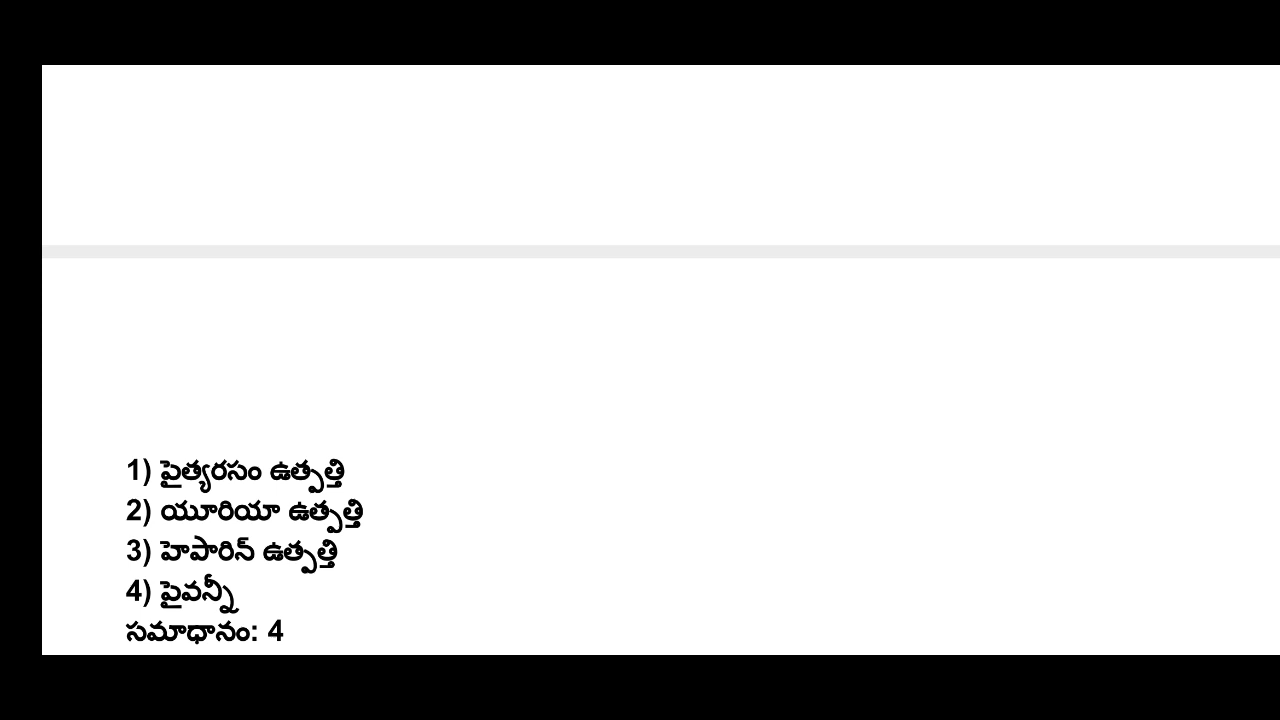 1) పైత్యరసం ఉత్పత్తి
2) యూరియా ఉత్పత్తి
3) హెపారిన్ ఉత్పత్తి
4) పైవన్నీ
సమాధానం: 4